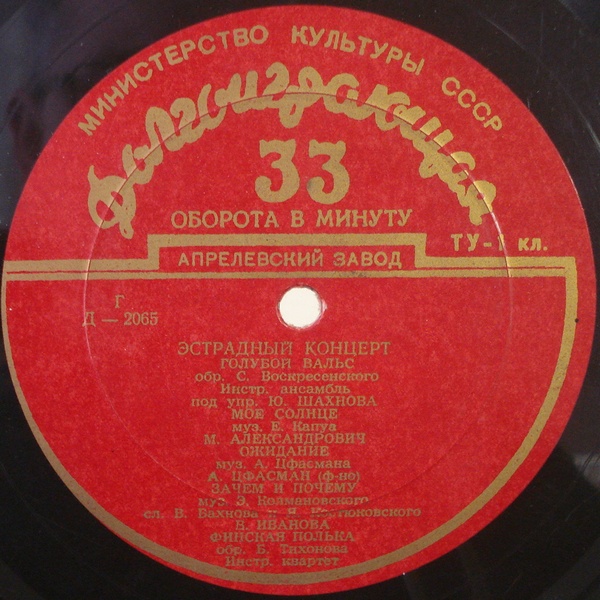 МИНИСТЕРСТВО КУЛЬТУРЫ СССР
Долгоиграющая
33
ОБОРОТА В МИНУТУ
ТУ-1 кл.
АПРЕЛЕВСКИЙ ЗАВОД
Г
Д — 2065
ЭСТРАДНЫЙ КОНЦЕРТ
ГОЛУБОЙ ВАЛЬС
обр. С. Воскресенского
Инстр. ансамбль
под упр. Ю. ШАХНОВА
МОЕ СОЛНЦЕ
муз. Е. Капуа
М. АЛЕКСАНДРОВИЧ
ОЖИДАНИЕ
муз. А. Цфасмана
А. ЦФАСМАН (ф-но)
ЗАЧЕМ И ПОЧЕМУ
муз. Э. Колмановского
сл. В. Бахнова и Я. Костюковского
Н. ИВАНОВА
ФИНСКАЯ ПОЛЬКА
обр. Б. Тихонова
Инстр. квартет